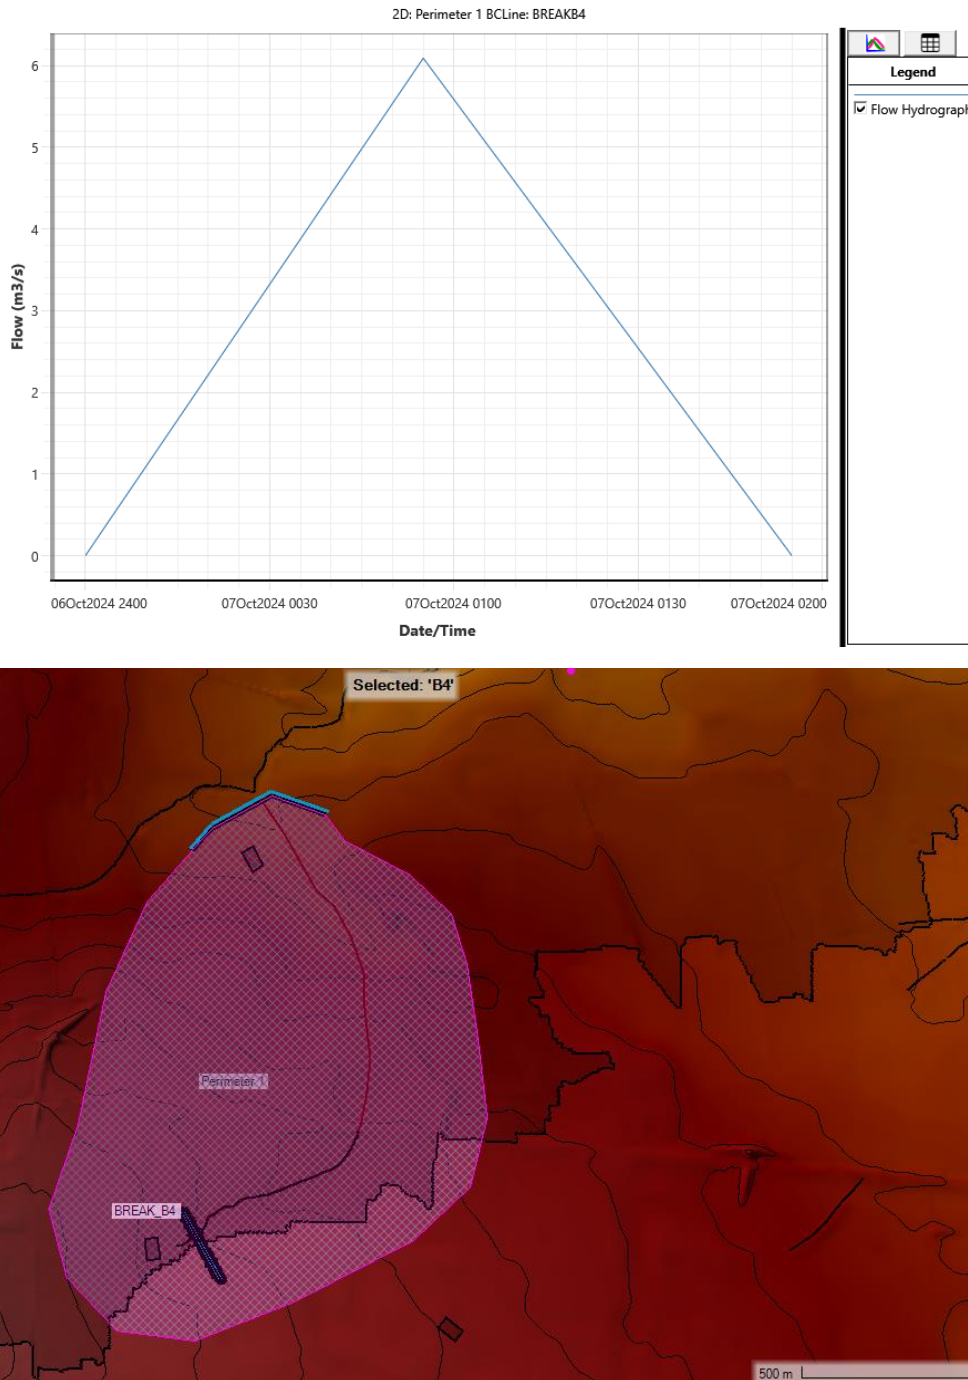 2D: Perimeter 1 BCLine: BREAKB4
Legend
Flow Hydrograph
6
5
4
3
2
1
0
Flow (m3/s)
06Oct2024 2400
07Oct2024 0030
07Oct2024 0100
07Oct2024 0130
07Oct2024 0200
Date/Time
Selected: 'B4'
Perimeter 1
BREAK_B4
500 m